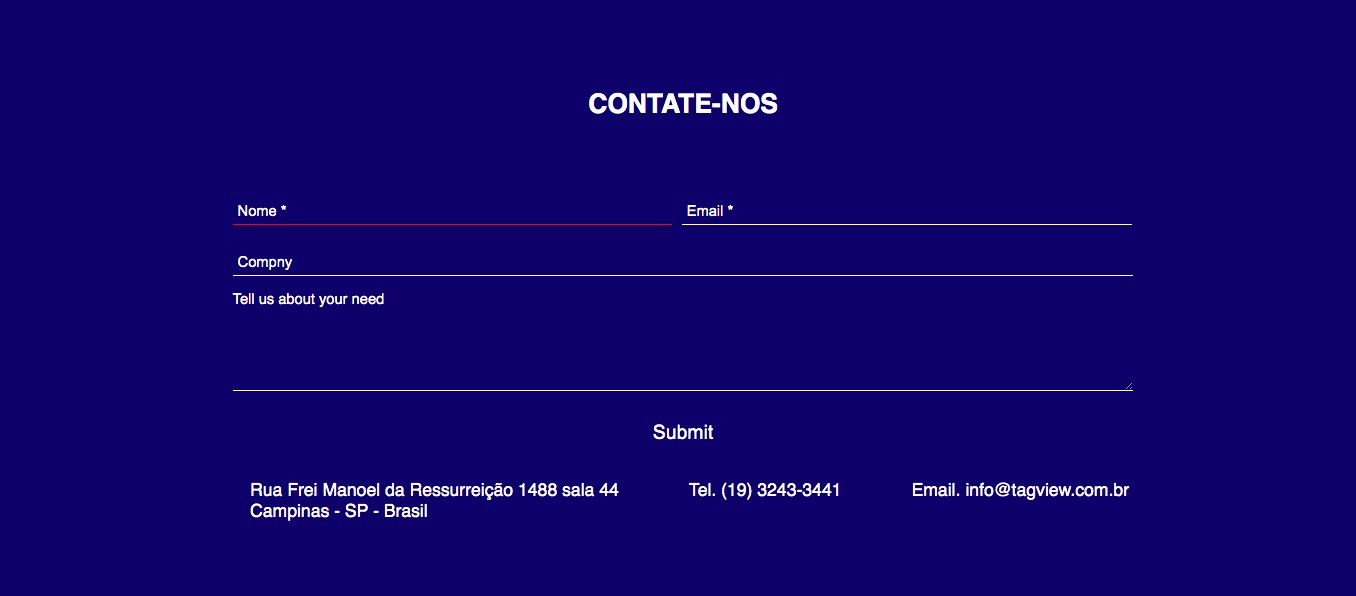 CONTATE-NOS
Nome * Email *
Compny
Tell us about your need
Submit
Rua Frei Manoel da Ressurreição 1488 sala 44 Tel. (19) 3243-3441 Email. info@tagview.com.br
Campinas - SP - Brasil